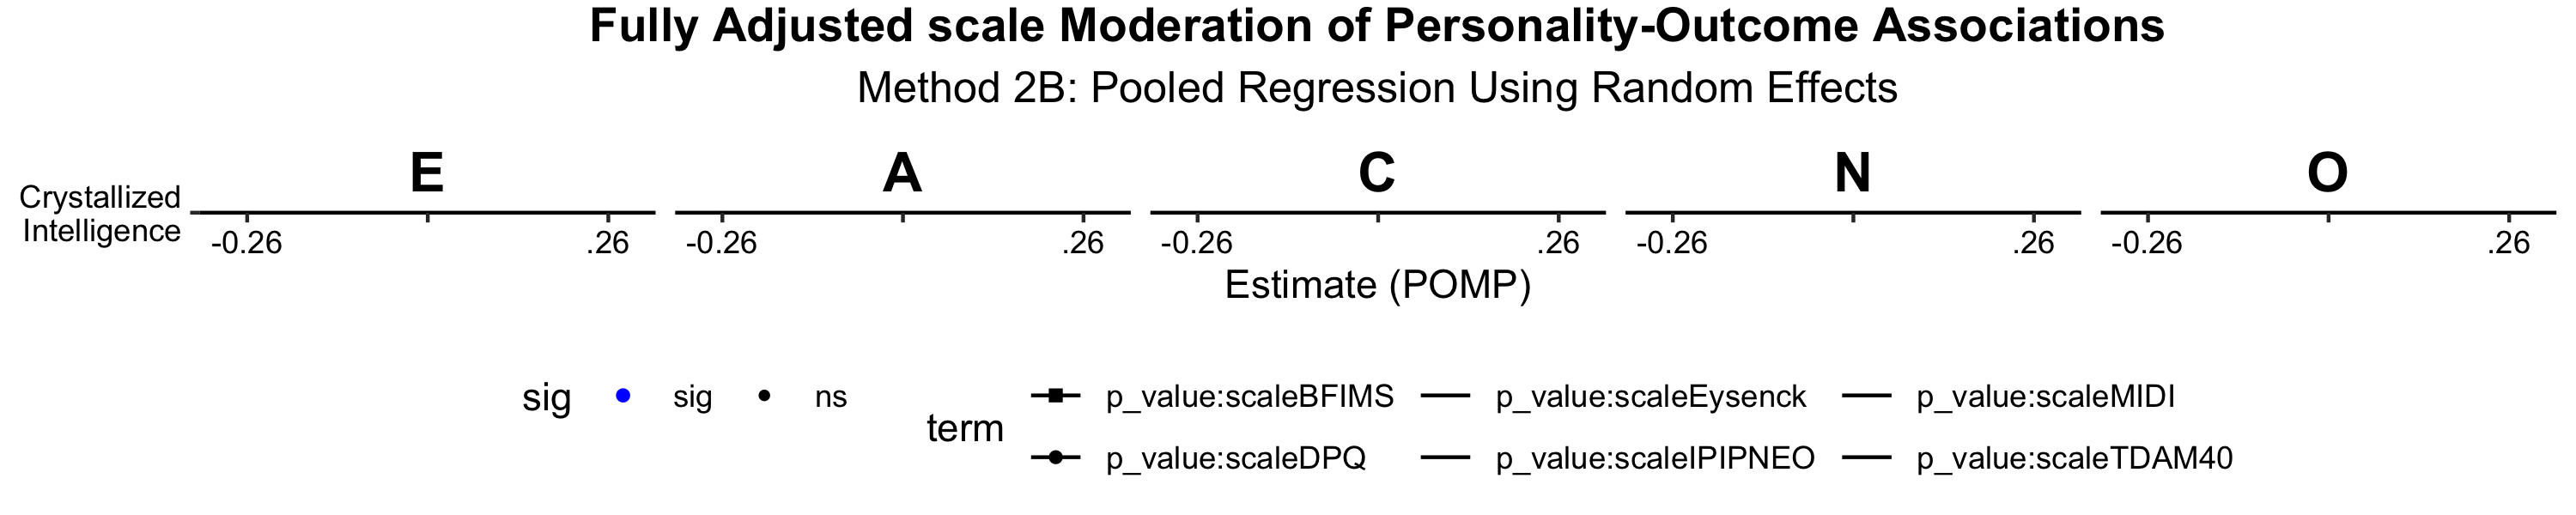 Fully Adjusted scale Moderation of Personality-Outcome Associations
Method 2B: Pooled Regression Using Random Effects
E A C N O
Crystallized
Intelligence
-0.26 .26 -0.26 .26 -0.26 .26 -0.26 .26 -0.26 .26
Estimate (POMP)
sig sig ns
term
p_value:scaleBFIMS p_value:scaleEysenck p_value:scaleMIDI
p_value:scaleDPQ p_value:scaleIPIPNEO p_value:scaleTDAM40